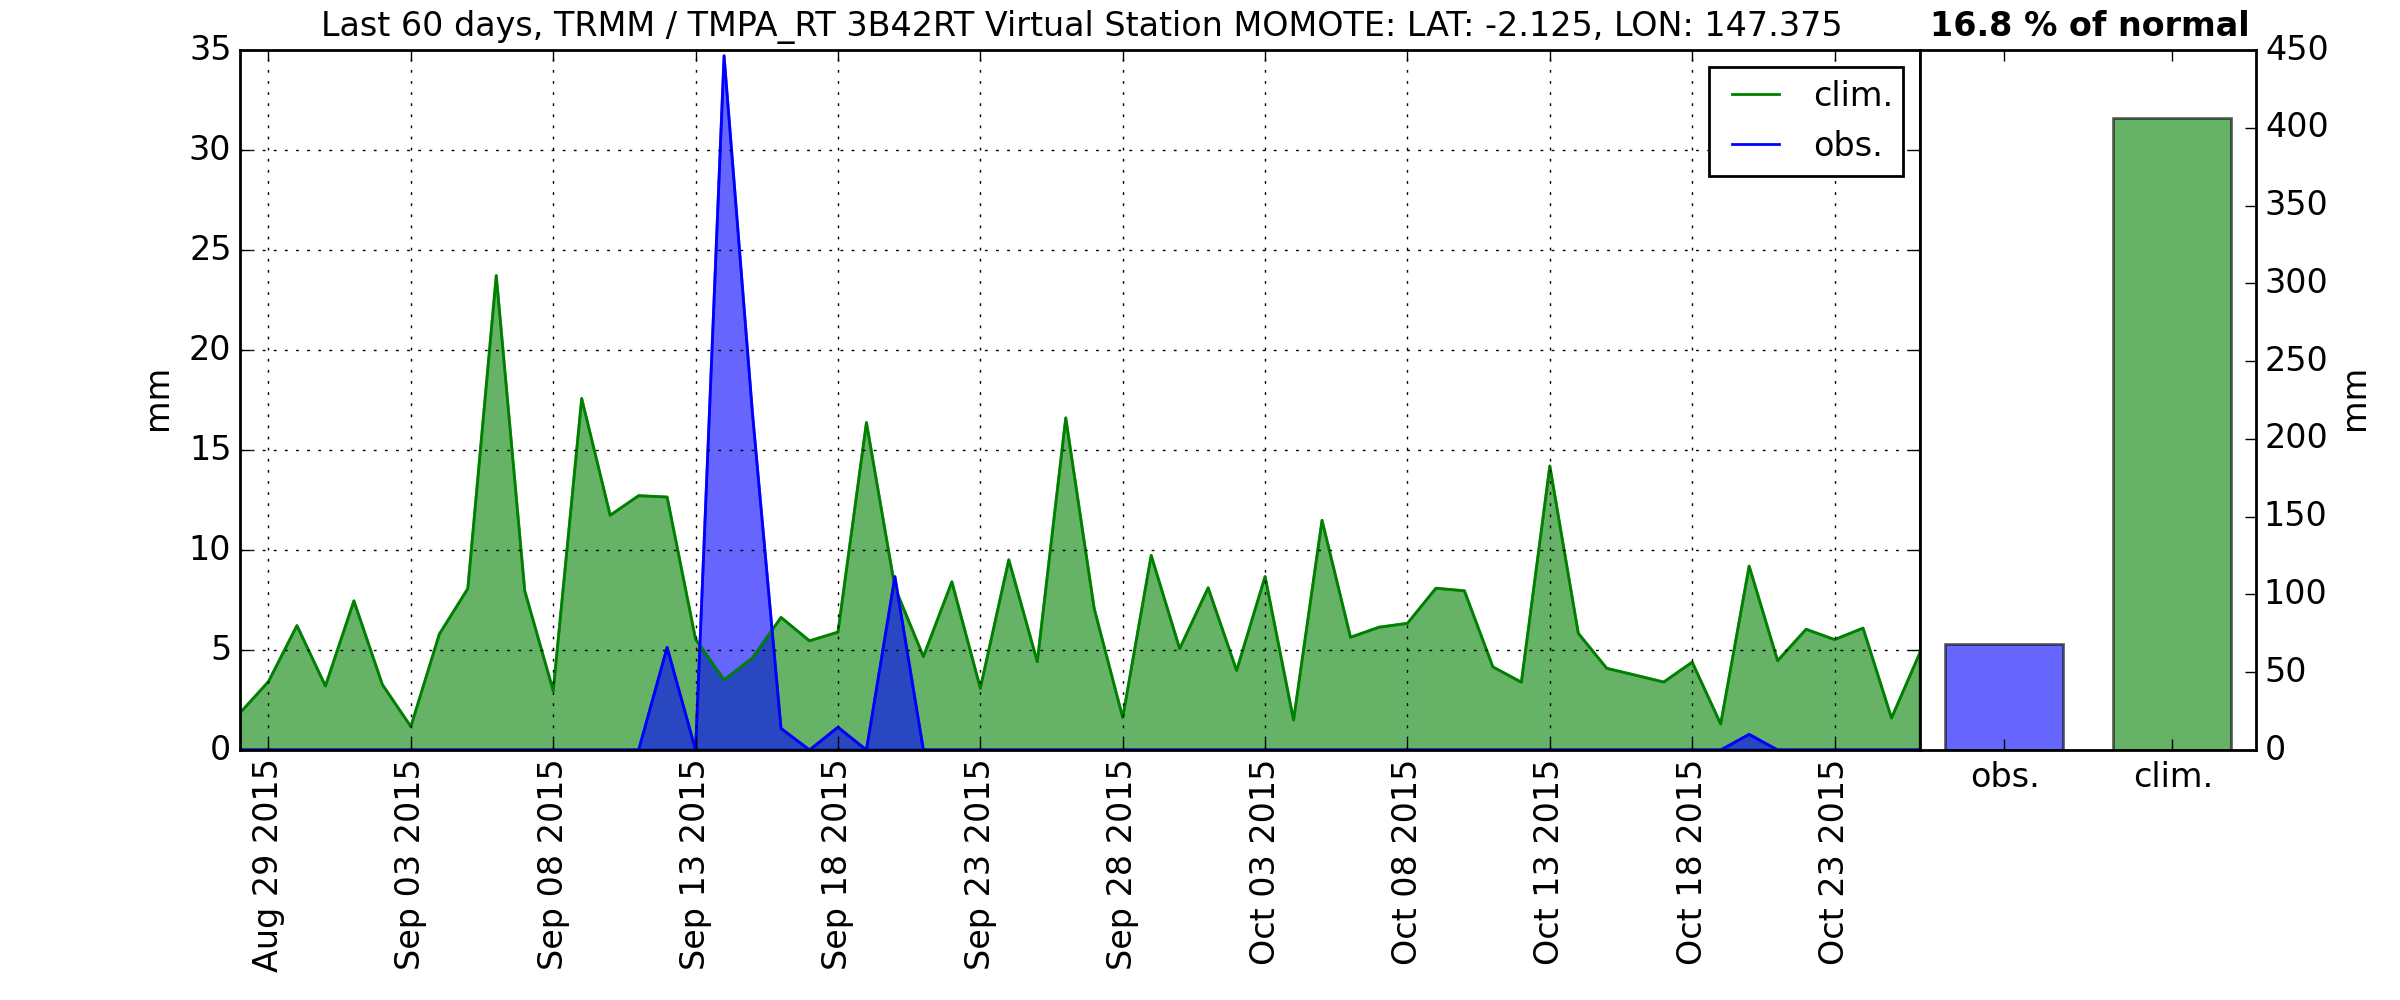 Last 60 days, TRMM / TMPA_RT 3B42RT Virtual Station MOMOTE: LAT: -2.125, LON: 147.375
16.8 % of normal
35
30
25
20
15
10
5
0
mm
clim.
obs.
Aug 29 2015
Sep 03 2015
Sep 08 2015
Sep 13 2015
Sep 18 2015
Sep 23 2015
Sep 28 2015
Oct 03 2015
Oct 08 2015
Oct 13 2015
Oct 18 2015
Oct 23 2015
obs.
clim.
450
400
350
300
250
200
150
100
50
0
mm